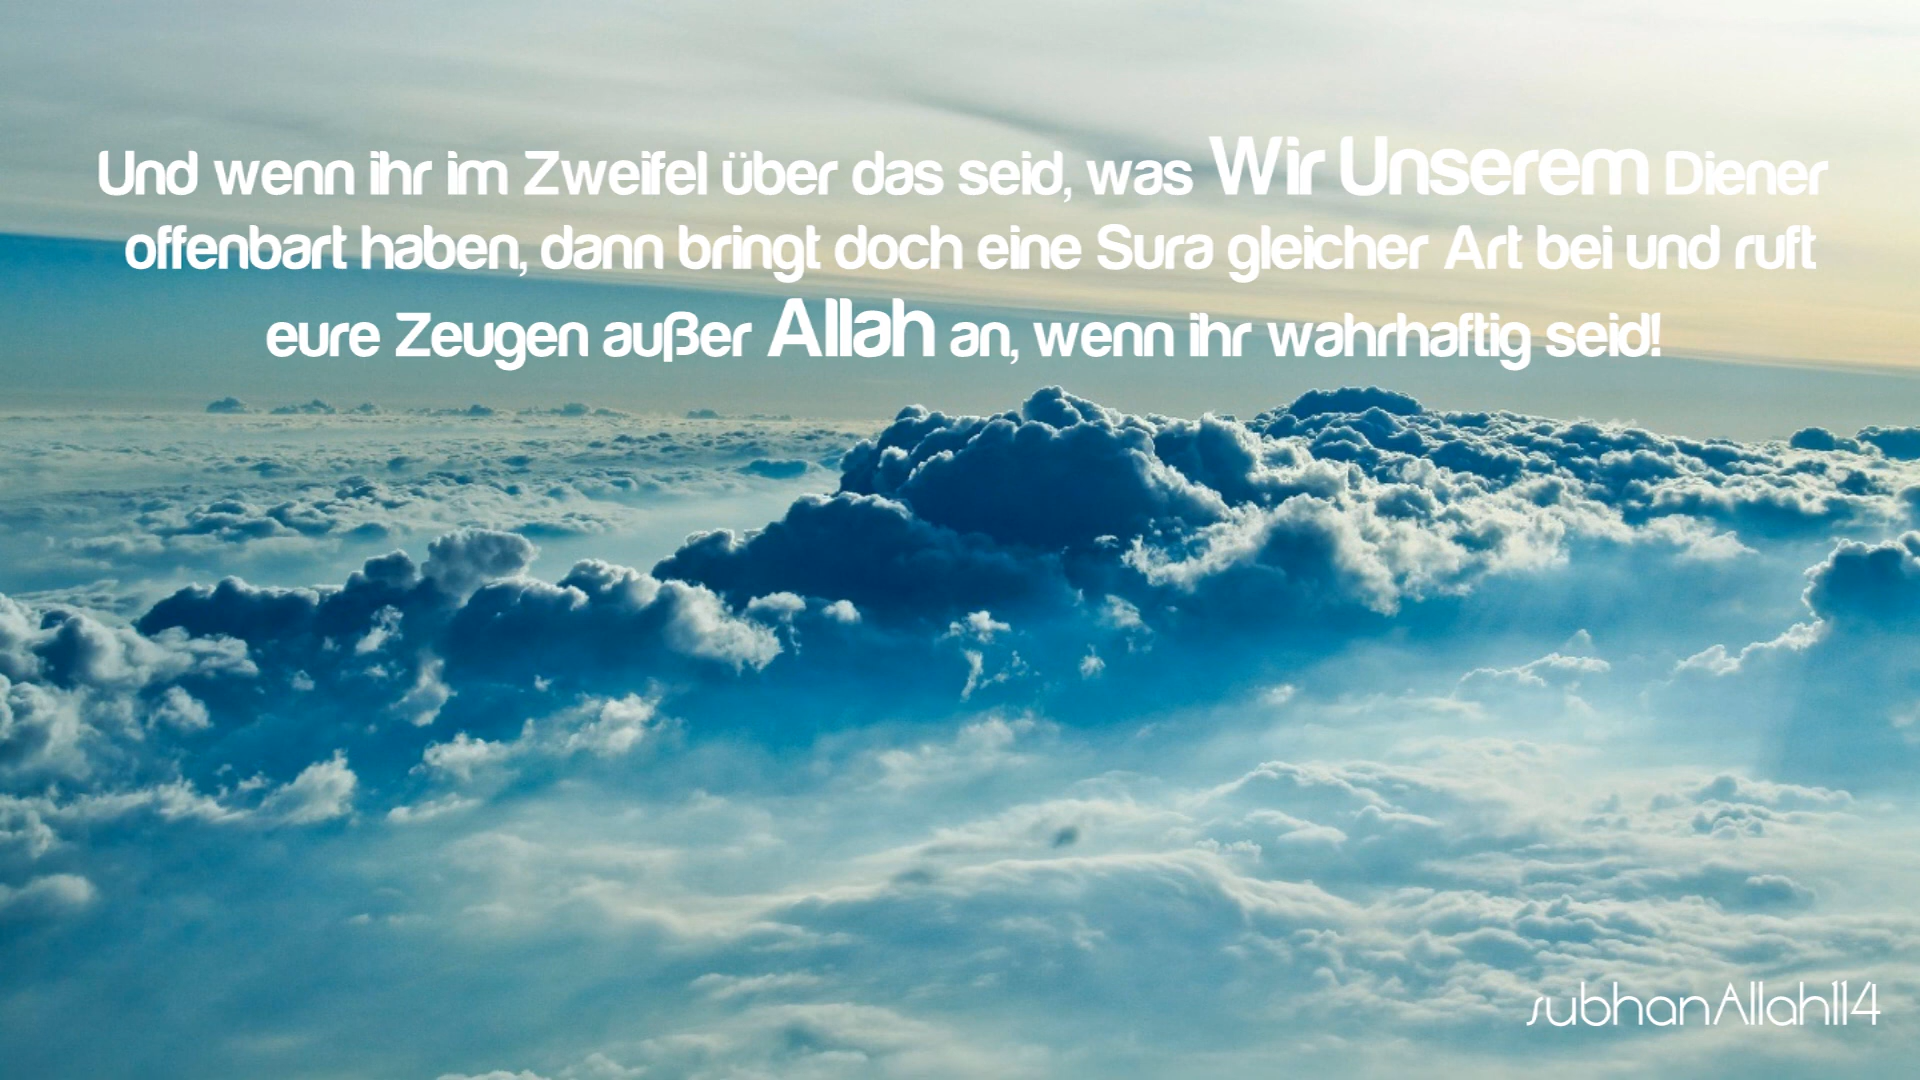 Und wenn ihr im Zweifel über das seid, was Wir Unserem Diener
offenbart haben, dann bringt doch eine Sura gleicher Art bei und ruft
eure Zeugen außer Allah an, wenn ihr wahrhaftig seid!
subhanAllah114